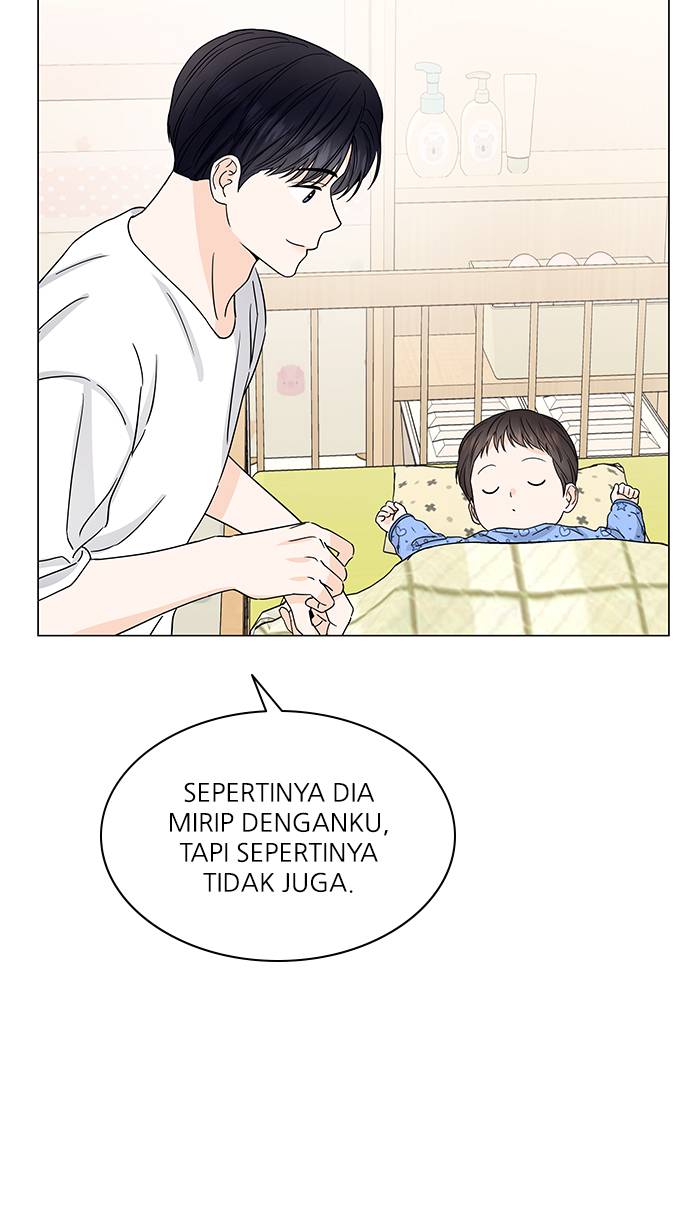 SEPERTINYA DIA
MIRIP DENGANKU,
TAPI SEPERTINYA
TIDAK JUGA.